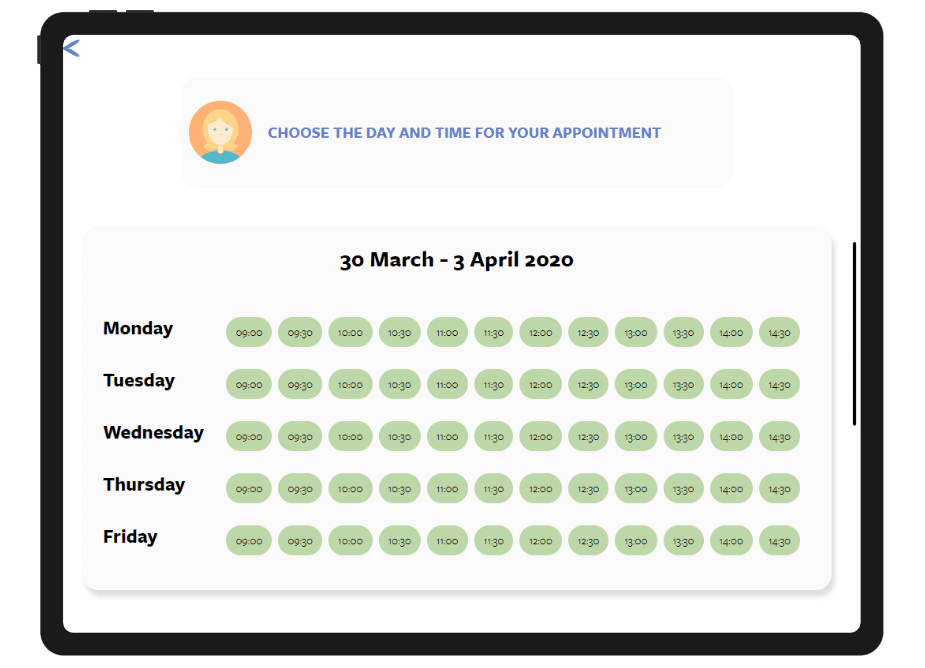 CHOOSE THE DAY AND TIME FOR YOUR APPOINTMENT
30 March - 3 April 2020
Monday 09:00 09:30 10:00 10:30 11:00 11:30 12:00 12:30 13:00 13:30 14:00 14:30
Tuesday 09:00 09:30 10:00 10:30 11:00 11:30 12:00 12:30 13:00 13:30 14:00 14:30
Wednesday 09:00 09:30 10:00 10:30 11:00 11:30 12:00 12:30 13:00 13:30 14:00 14:30
Thursday 09:00 09:30 10:00 10:30 11:00 11:30 12:00 12:30 13:00 13:30 14:00 14:30
Friday 09:00 09:30 10:00 10:30 11:00 11:30 12:00 12:30 13:00 13:30 14:00 14:30